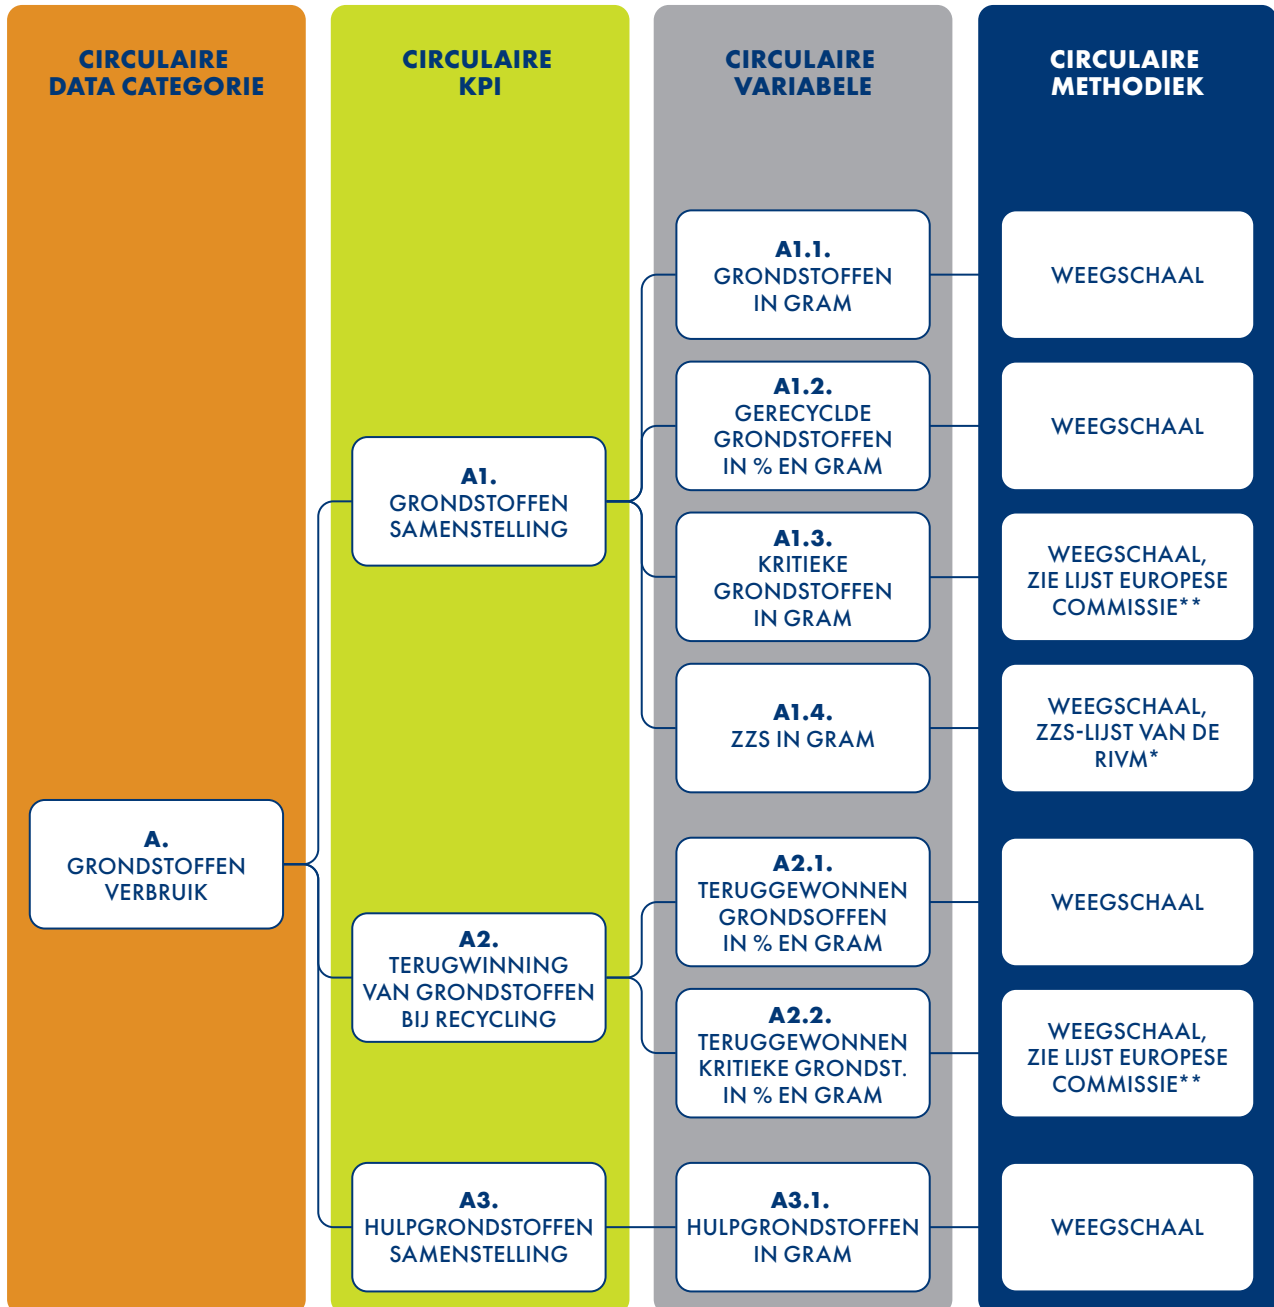 CIRCULAIRE
DATA CATEGORIE
CIRCULAIRE
KPI
CIRCULAIRE
VARIABELE
CIRCULAIRE
METHODIEK
A.
GRONDSTOFFEN
VERBRUIK
A1.
GRONDSTOFFEN
SAMENSTELLING
A1.1.
GRONDSTOFFEN
IN GRAM
WEEGSCHAAL
A1.2.
GERECYCLDE
GRONDSTOFFEN
IN % EN GRAM
WEEGSCHAAL
A1.3.
KRITIEKE
GRONDSTOFFEN
IN GRAM
WEEGSCHAAL,
ZIE LIJST EUROPESE
COMMISSIE**
A1.4.
ZZS IN GRAM
WEEGSCHAAL,
ZZS-LIJST VAN DE
RIVM*
A2.
TERUGWINNING
VAN GRONDSTOFFEN
BIJ RECYCLING
A2.1.
TERUGGEWONNEN
GRONDSOFFEN
IN % EN GRAM
WEEGSCHAAL
A2.2.
TERUGGEWONNEN
KRITIEKE GRONDST.
IN % EN GRAM
WEEGSCHAAL,
ZIE LIJST EUROPESE
COMMISSIE**
A3.
HULPGRONDSTOFFEN
SAMENSTELLING
A3.1.
HULPGRONDSTOFFEN
IN GRAM
WEEGSCHAAL